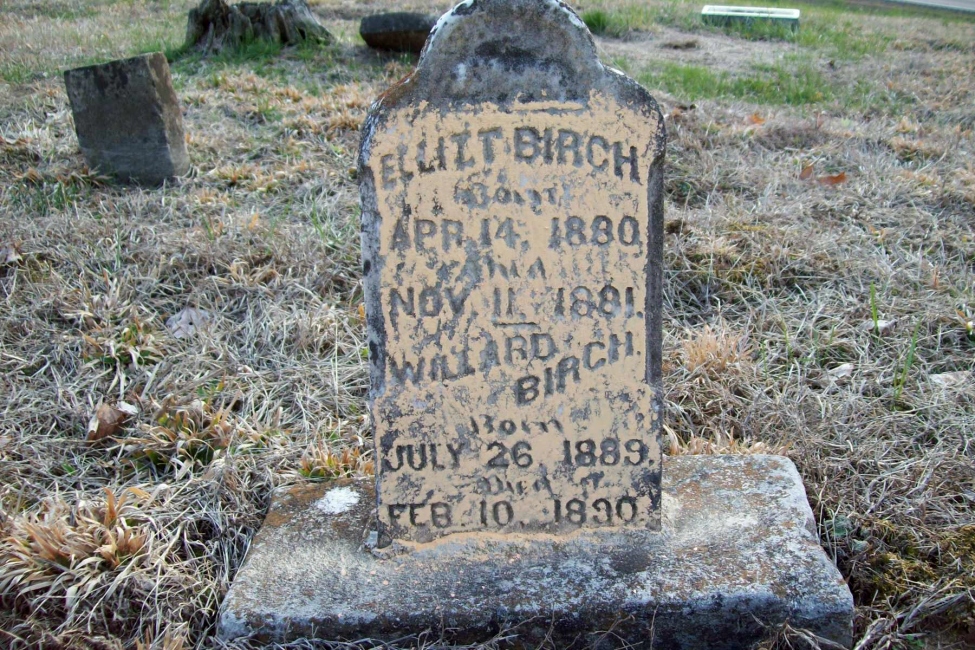 ELLITT BIRCH
Born
APR. 14, 1880.
Died
NOV. 11, 1881.
WILLARD
BIRCH.
Born
JULY 26 1889.
Died
FEB. 10, 1890.